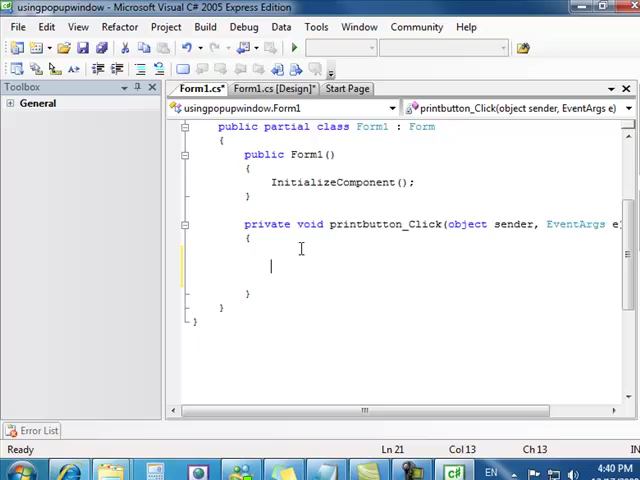 usingpopupwindow - Microsoft Visual C# 2005 Express Edition
File Edit View Refactor Project Build Debug Data Tools Window Community Help
Form1.cs* Form1.cs [Design]* Start Page
General
usingpopupwindow.Form1 printbutton_Click(object sender, EventArgs e)
public partial class Form1 : Form
{
public Form1()
{
InitializeComponent();
}
private void printbutton_Click(object sender, EventArgs e)
{
}
}
}
Error List
Ready Ln 21 Col 13 Ch 13
EN 4:40 PM